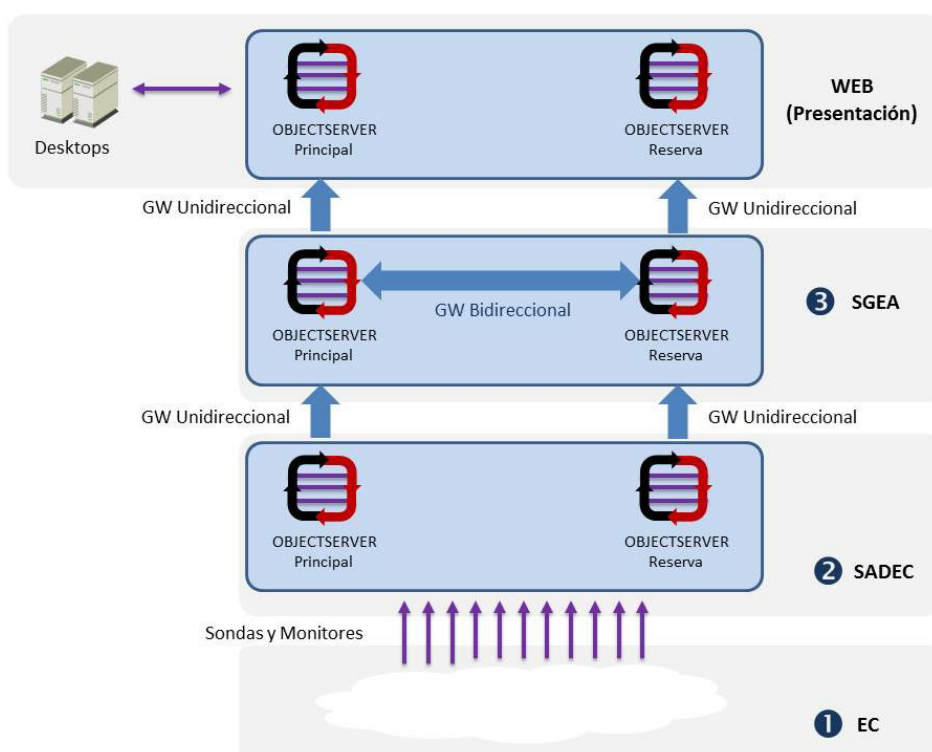 OBJECTSERVER
Principal
OBJECTSERVER
Reserva
WEB
(Presentación)
Desktops
GW Unidireccional
GW Unidireccional
OBJECTSERVER
Principal
GW Bidireccional
OBJECTSERVER
Reserva
3 SGEA
GW Unidireccional
GW Unidireccional
OBJECTSERVER
Principal
OBJECTSERVER
Reserva
2 SADEC
Sondas y Monitores
1 EC